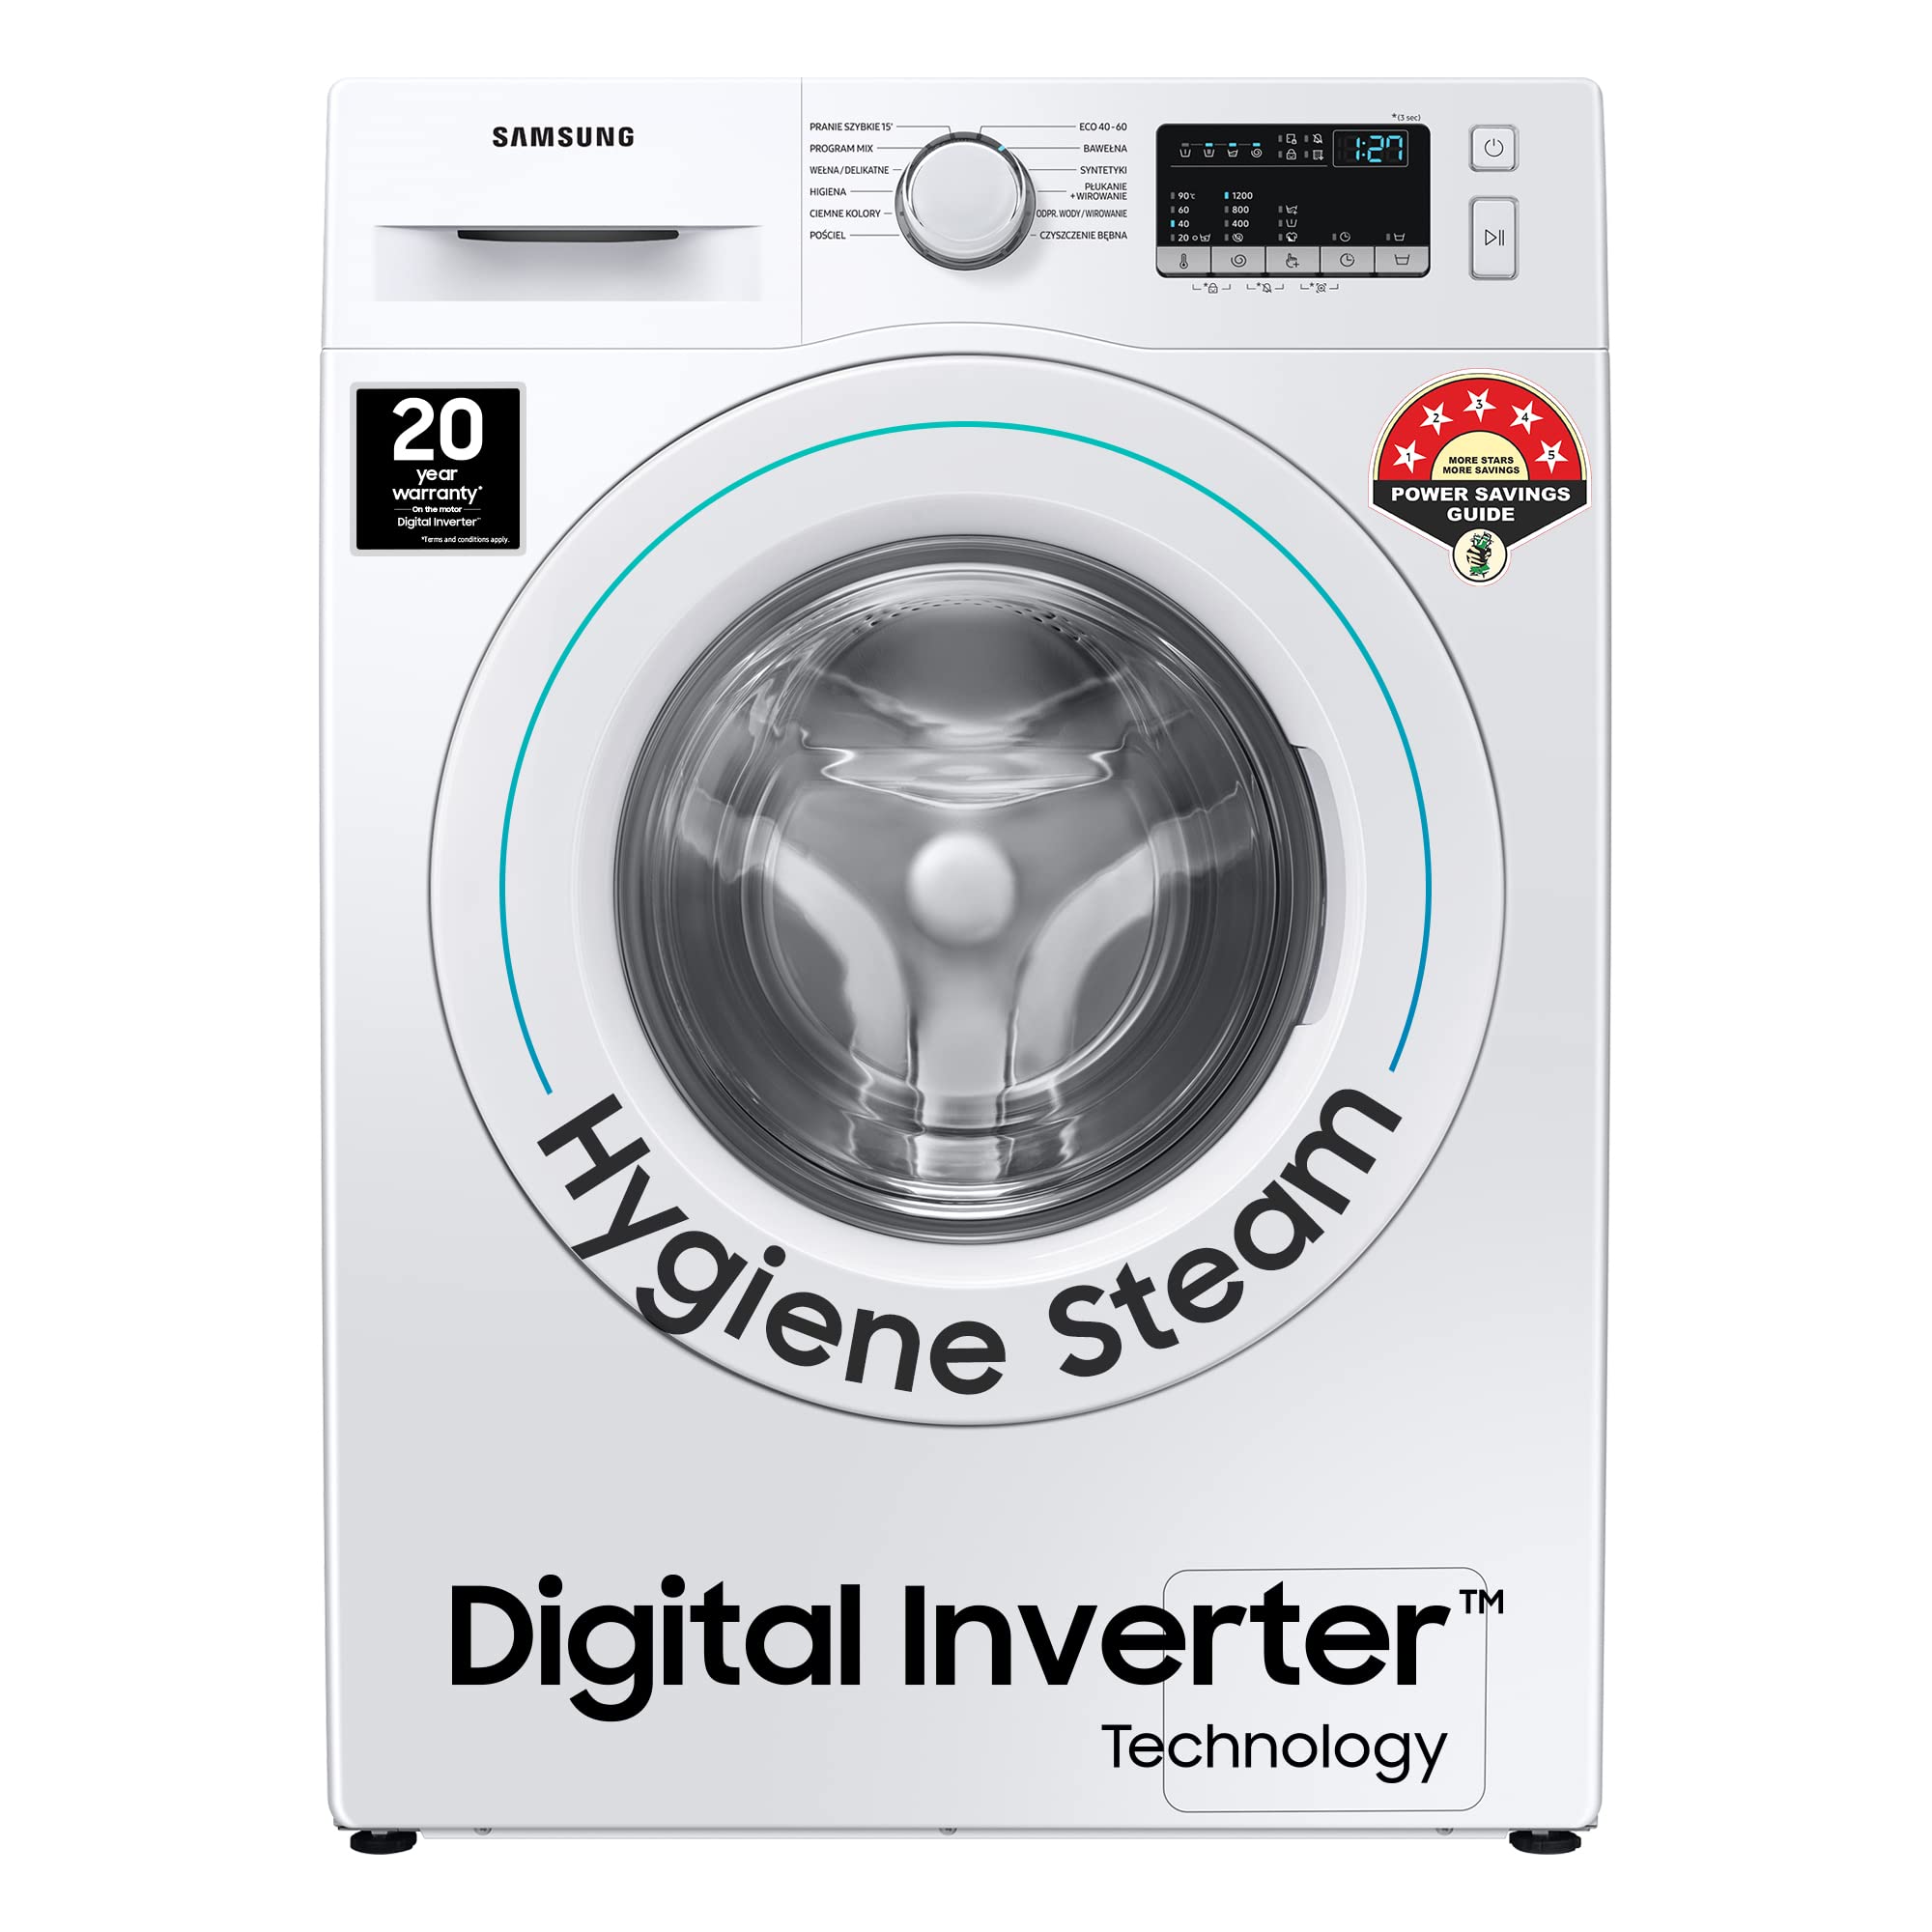 SAMSUNG
PRANIE SZYBKIE 15'
PROGRAM MIX
WEŁNA/DELIKATNE
HIGIENA
CIEMNE KOLORY
POŚCIEL
ECO 40-60
BAWEŁNA
SYNTETYKI
PŁUKANIE
+WIROWANIE
ODPR. WODY/WIROWANIE
CZYSZCZENIE BĘBNA
*(3 sec)
1:27
90°c 1200
60 800
40 400
20
20
year
warranty*
On the motor
Digital Inverter™
*Terms and conditions apply.
1 2 3 4 5
MORE STARS
MORE SAVINGS
POWER SAVINGS
GUIDE
Hygiene Steam
Digital Inverter™
Technology